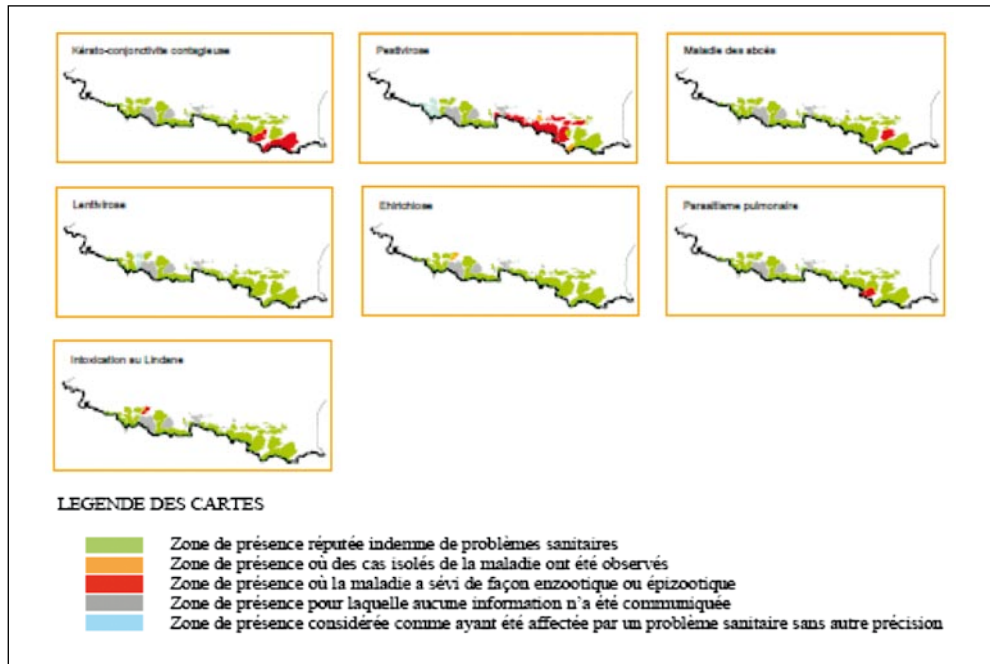 Kérato-conjonctivite contagieuse
Pestivirose
Maladie des abcès
Lentivirose
Ehrlichiose
Parasitisme pulmonaire
Intoxication au Lindane
LEGENDE DES CARTES
Zone de présence réputée indemne de problèmes sanitaires
Zone de présence où des cas isolés de la maladie ont été observés
Zone de présence où la maladie a sévi de façon enzootique ou épizootique
Zone de présence pour laquelle aucune information n'a été communiquée
Zone de présence considérée comme ayant été affectée par un problème sanitaire sans autre précision